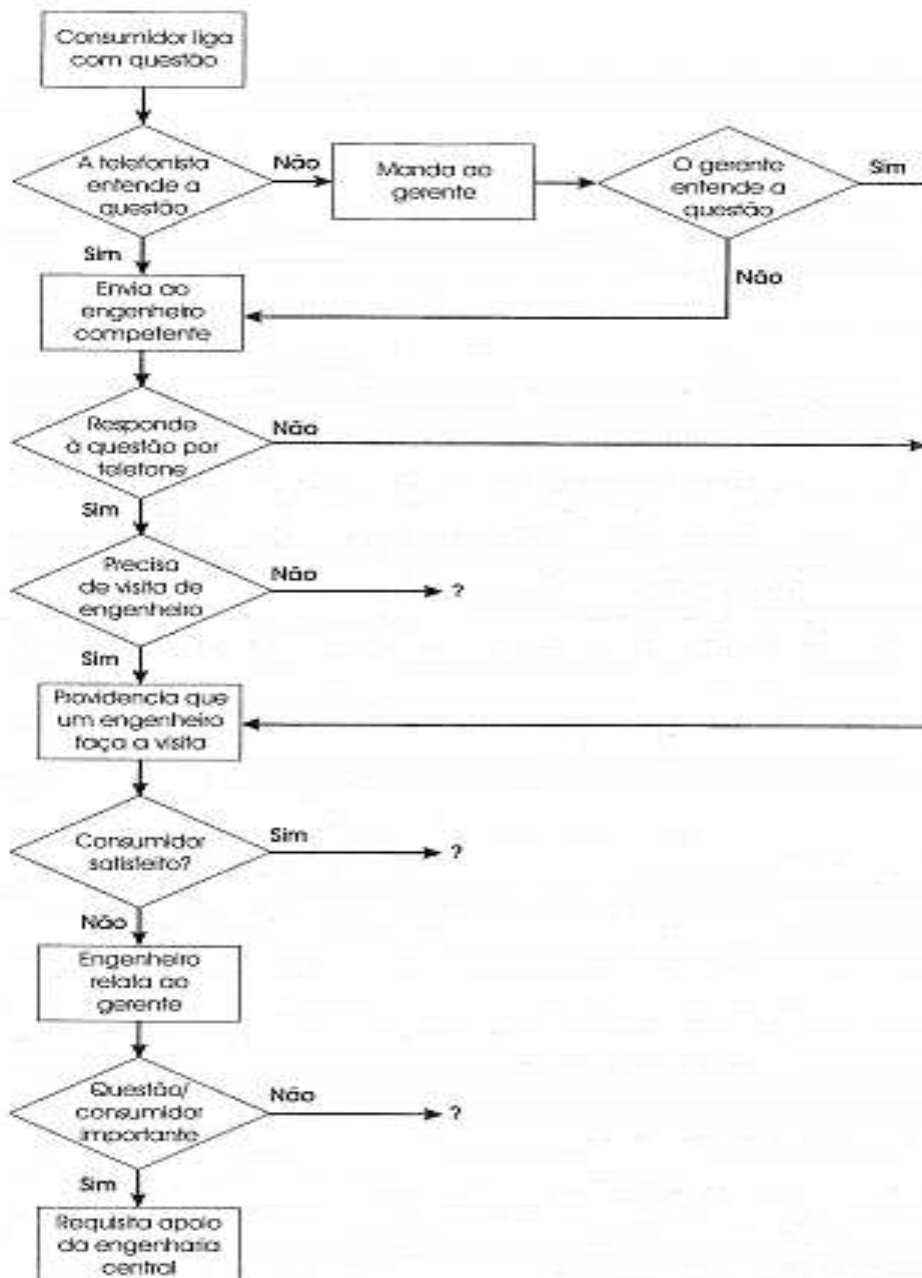 Consumidor liga
com questão
A telefonista
entende a
questão
Não
Manda ao
gerente
O gerente
entende a
questão
Sim
Sim
Não
Envia ao
engenheiro
competente
Responde
à questão por
telefone
Não
Sim
Precisa
de visita de
engenheiro
Não
?
Sim
Providencia que
um engenheiro
faça a visita
Consumidor
satisfeito?
Sim
?
Não
Engenheiro
relata ao
gerente
Questão/
consumidor
importante
Não
?
Sim
Requisita apoio
da engenharia
central